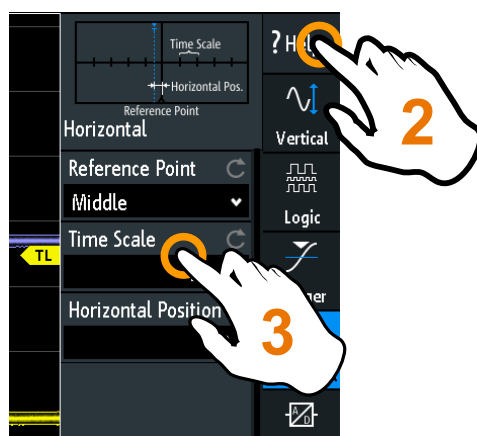 Time Scale
Horizontal Pos.
Reference Point
Horizontal
Reference Point
Middle
Time Scale
Horizontal Position
TL
? H
Vertical
Logic
er
A
D
2
3